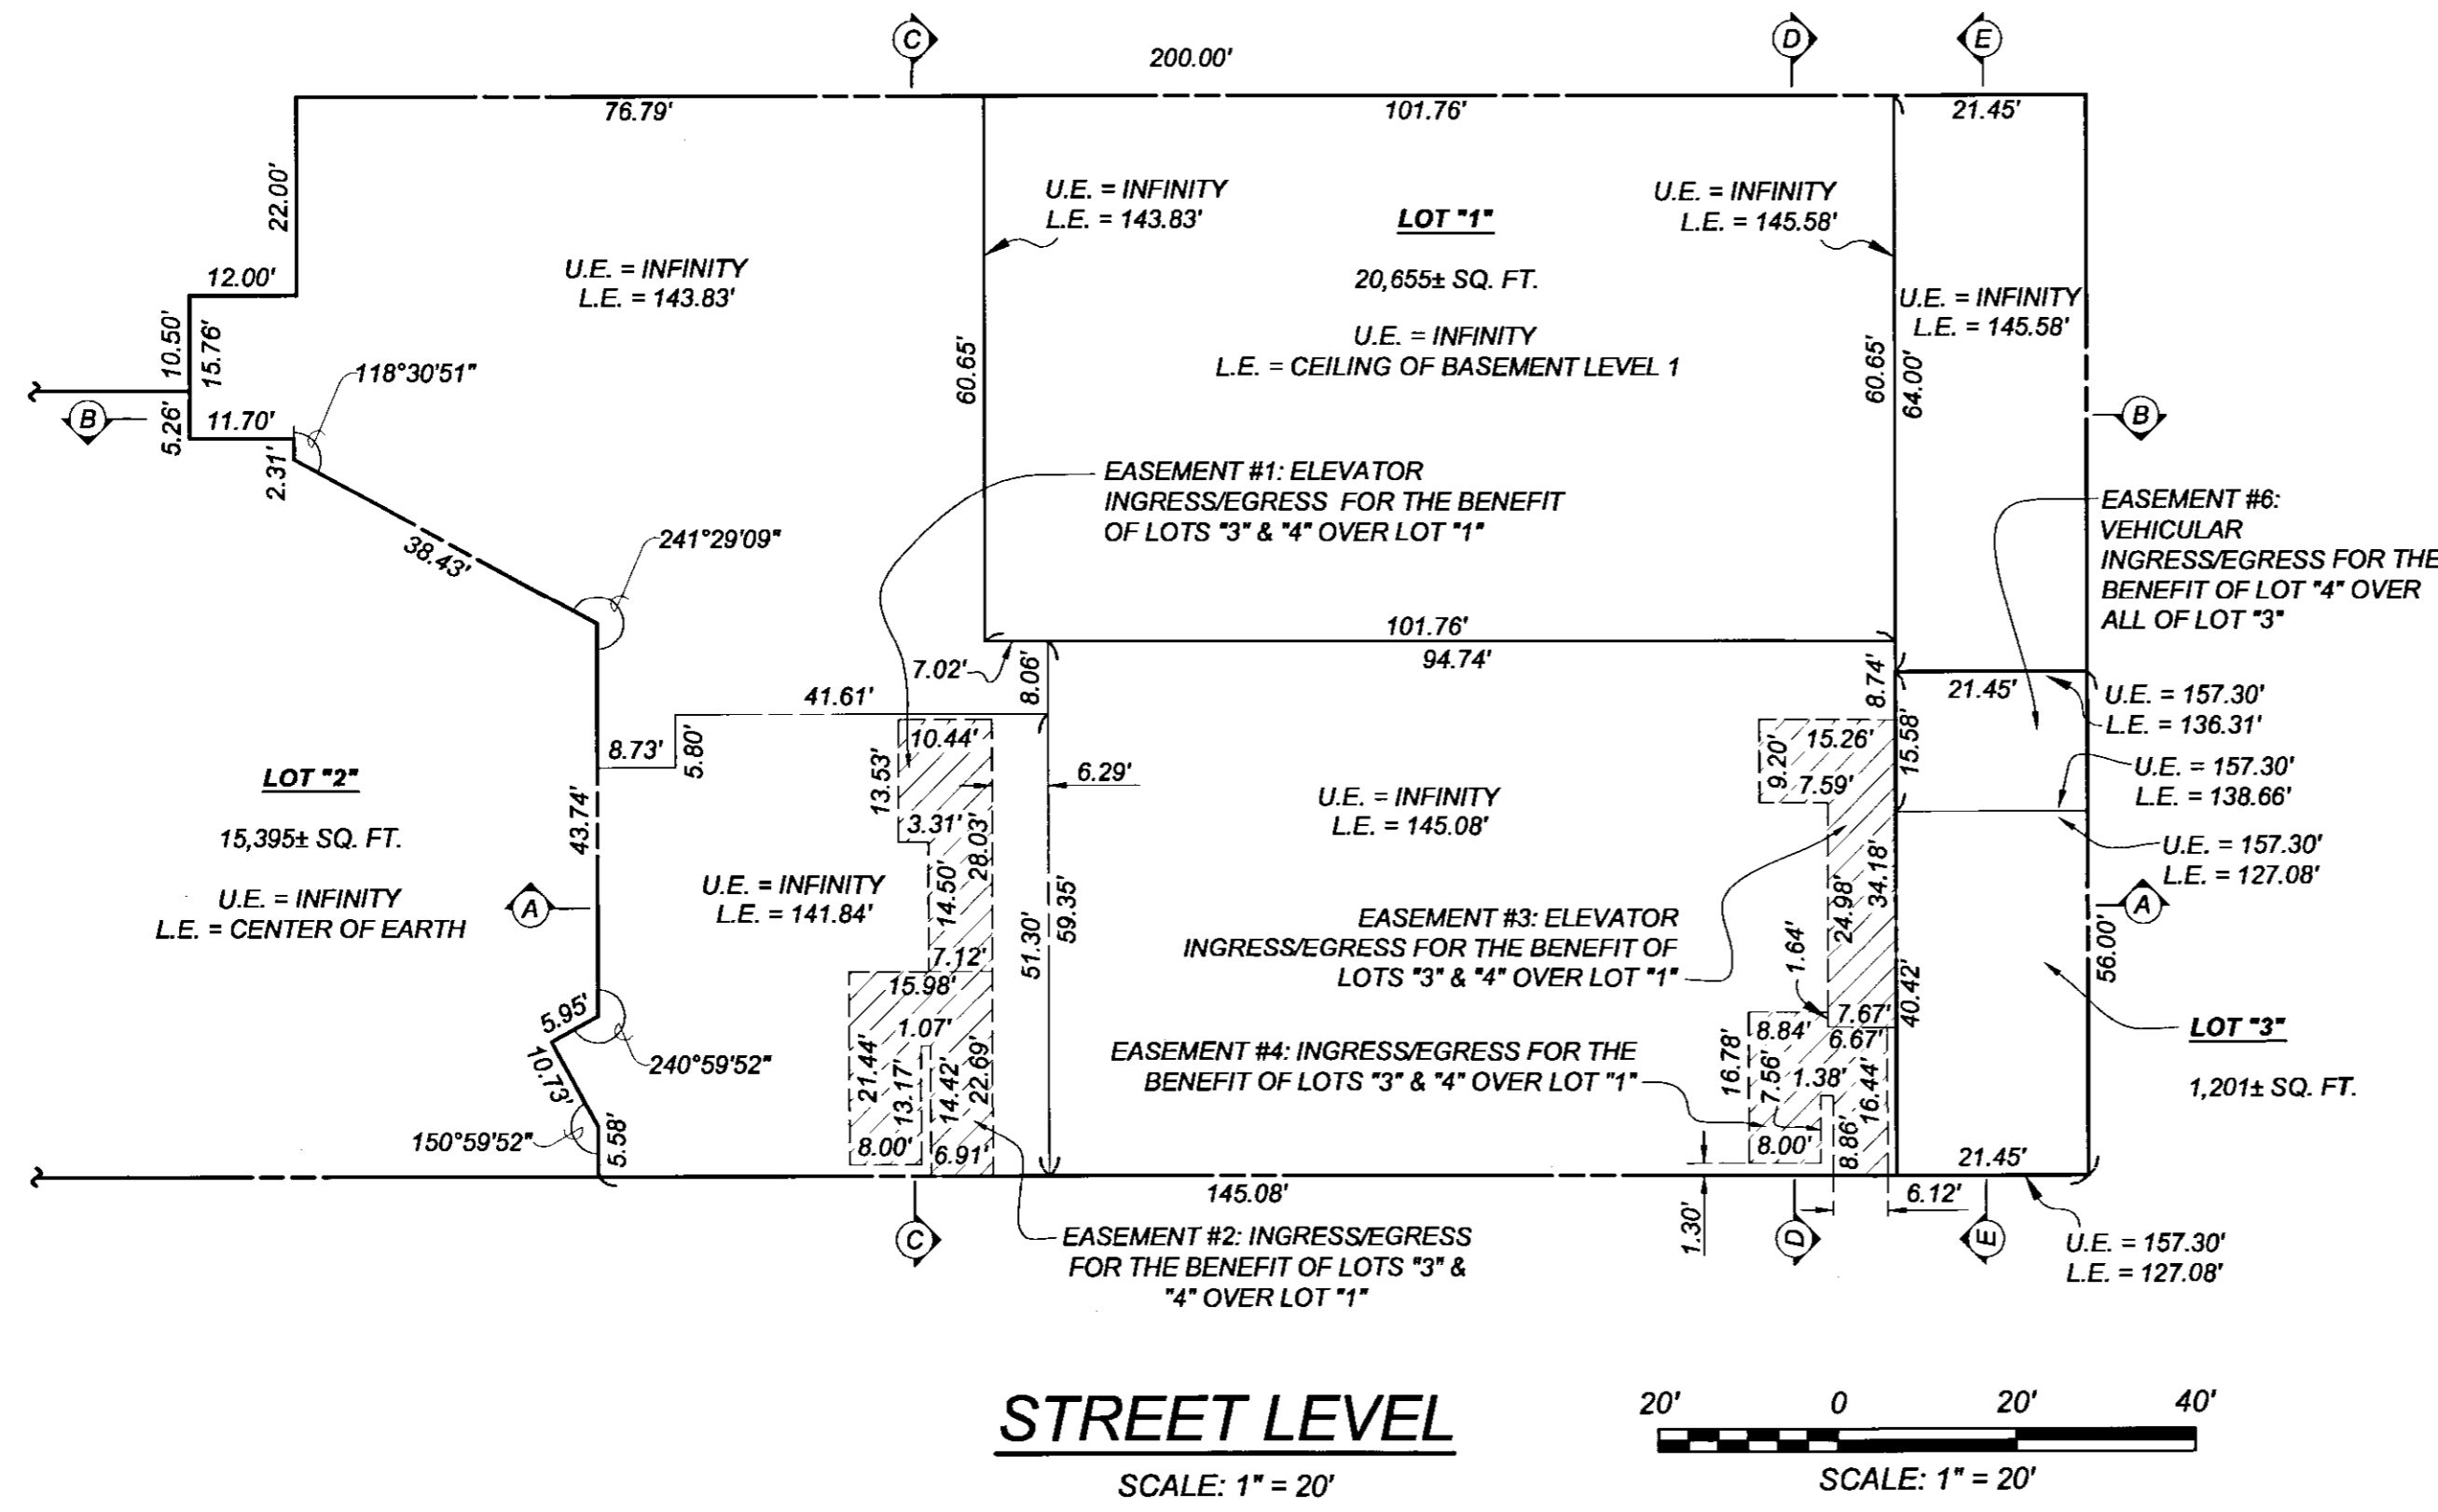 C
D
E
200.00'
76.79'
101.76'
21.45'
22.00'
U.E. = INFINITY
L.E. = 143.83'
LOT "1"
20,655± SQ. FT.
U.E. = INFINITY
L.E. = CEILING OF BASEMENT LEVEL 1
U.E. = INFINITY
L.E. = 145.58'
U.E. = INFINITY
L.E. = 143.83'
U.E. = INFINITY
L.E. = 145.58'
12.00'
10.50'
15.76'
118°30'51"
60.65'
60.65'
64.00'
B
5.26'
11.70'
2.31'
B
38.43'
241°29'09"
EASEMENT #1: ELEVATOR
INGRESS/EGRESS FOR THE BENEFIT
OF LOTS "3" & "4" OVER LOT "1"
EASEMENT #6:
VEHICULAR
INGRESS/EGRESS FOR THE
BENEFIT OF LOT "4" OVER
ALL OF LOT "3"
101.76'
94.74'
7.02'
8.06'
8.74'
41.61'
21.45'
U.E. = 157.30'
L.E. = 136.31'
8.73'
5.80'
10.44'
13.53'
6.29'
9.20'
15.26'
15.58'
7.59'
U.E. = 157.30'
L.E. = 138.66'
LOT "2"
15,395± SQ. FT.
U.E. = INFINITY
L.E. = CENTER OF EARTH
43.74'
3.31'
28.03'
U.E. = INFINITY
L.E. = 145.08'
U.E. = 157.30'
L.E. = 127.08'
U.E. = INFINITY
L.E. = 141.84'
14.50'
A
51.30'
59.35'
24.98'
34.18'
A
EASEMENT #3: ELEVATOR
INGRESS/EGRESS FOR THE BENEFIT OF
LOTS "3" & "4" OVER LOT "1"
1.64'
7.12'
15.98'
56.00'
40.42'
5.95'
10.73'
240°59'52"
1.07'
21.44'
13.17'
14.42'
22.69'
7.67'
8.84'
6.67'
LOT "3"
1,201± SQ. FT.
EASEMENT #4: INGRESS/EGRESS FOR THE
BENEFIT OF LOTS "3" & "4" OVER LOT "1"
16.78'
7.56'
1.38'
16.44'
150°59'52"
5.58'
8.00'
6.91'
8.00'
8.86'
21.45'
145.08'
6.12'
1.30'
C
D
E
EASEMENT #2: INGRESS/EGRESS
FOR THE BENEFIT OF LOTS "3" &
"4" OVER LOT "1"
U.E. = 157.30'
L.E. = 127.08'
STREET LEVEL
SCALE: 1" = 20'
20' 0 20' 40'
SCALE: 1" = 20'